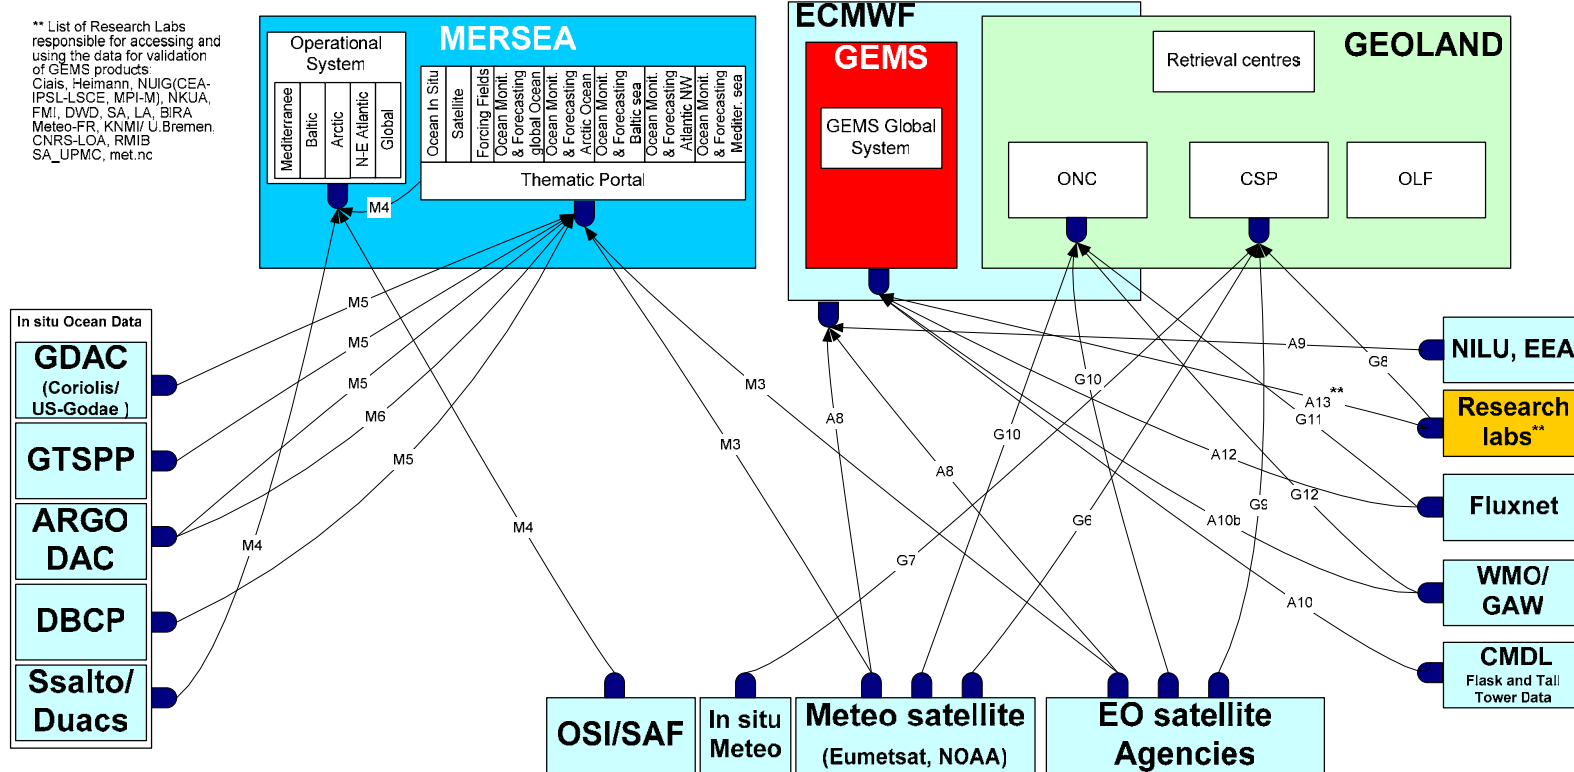 ** List of Research Labs
responsible for accessing and
using the data for validation
of GEMS products:
Ciais, Heimann, NUIG(CEA-
IPSL-LSCE, MPI-M), NKUA,
FMI, DWD, SA, LA, BIRA
Meteo-FR, KNMI/ U.Bremen,
CNRS-LOA, RMIB
SA_UPMC, met.no
MERSEA
Operational
System
Mediterranee
Baltic
Arctic
N-E Atlantic
Global
Ocean In Situ
Satellite
Forcing Fields
Ocean Monit.
& Forecasting
global Ocean
Ocean Monit.
& Forecasting
Arctic Ocean
Ocean Monit.
& Forecasting
Baltic sea
Ocean Monit.
& Forecasting
Atlantic NW
Ocean Monit.
& Forecasting
Mediter. sea
Thematic Portal
M4
ECMWF
GEMS
GEMS Global
System
GEOLAND
Retrieval centres
ONC
CSP
OLF
In situ Ocean Data
GDAC
(Coriolis/
US-Godae )
GTSPP
ARGO
DAC
DBCP
Ssalto/
Duacs
M5
M5
M5
M6
M5
M4
M4
M3
M3
A8
A8
G10
G10
G7
G6
G9
A9
G8
**
A13
G11
A12
G12
A10b
A10
NILU, EEA
Research
labs**
Fluxnet
WMO/
GAW
CMDL
Flask and Tall
Tower Data
OSI/SAF
In situ
Meteo
Meteo satellite
(Eumetsat, NOAA)
EO satellite
Agencies